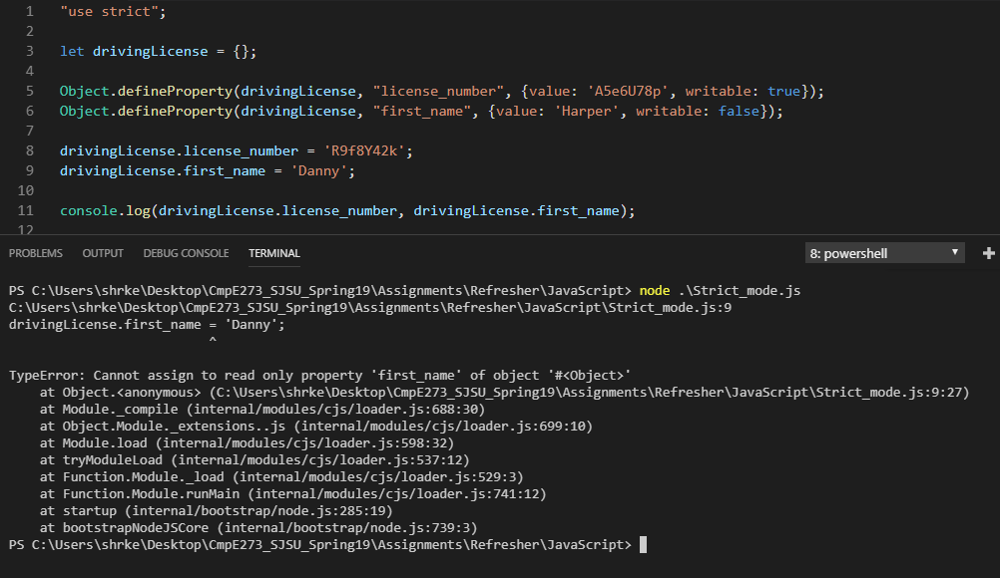 1 "use strict";
2
3 let drivingLicense = {};
4
5 Object.defineProperty(drivingLicense, "license_number", {value: 'A5e6U78p', writable: true});
6 Object.defineProperty(drivingLicense, "first_name", {value: 'Harper', writable: false});
7
8 drivingLicense.license_number = 'R9f8Y42k';
9 drivingLicense.first_name = 'Danny';
10
11 console.log(drivingLicense.license_number, drivingLicense.first_name);
12
PROBLEMS OUTPUT DEBUG CONSOLE TERMINAL 8: powershell
PS C:\Users\shrke\Desktop\CmpE273_SJSU_Spring19\Assignments\Refresher\JavaScript> node .\Strict_mode.js
C:\Users\shrke\Desktop\CmpE273_SJSU_Spring19\Assignments\Refresher\JavaScript\Strict_mode.js:9
drivingLicense.first_name = 'Danny';
^
TypeError: Cannot assign to read only property 'first_name' of object '#<Object>'
at Object.<anonymous> (C:\Users\shrke\Desktop\CmpE273_SJSU_Spring19\Assignments\Refresher\JavaScript\Strict_mode.js:9:27)
at Module._compile (internal/modules/cjs/loader.js:688:30)
at Object.Module._extensions..js (internal/modules/cjs/loader.js:699:10)
at Module.load (internal/modules/cjs/loader.js:598:32)
at tryModuleLoad (internal/modules/cjs/loader.js:537:12)
at Function.Module._load (internal/modules/cjs/loader.js:529:3)
at Function.Module.runMain (internal/modules/cjs/loader.js:741:12)
at startup (internal/bootstrap/node.js:285:19)
at bootstrapNodeJSCore (internal/bootstrap/node.js:739:3)
PS C:\Users\shrke\Desktop\CmpE273_SJSU_Spring19\Assignments\Refresher\JavaScript>